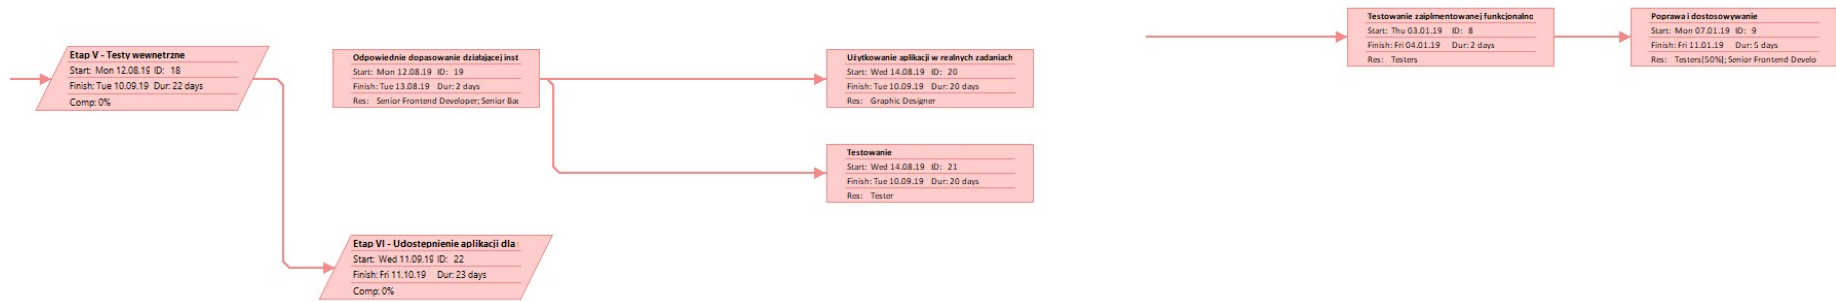 Etap V - Testy wewnętrzne
Start: Mon 12.08.19 ID: 18
Finish: Tue 10.09.19 Dur: 22 days
Comp: 0%
Odpowiednie dopasowanie działającej inst
Start: Mon 12.08.19 ID: 19
Finish: Tue 13.08.19 Dur: 2 days
Res: Senior Frontend Developer; Senior Bac
Użytkowanie aplikacji w realnych zadaniach
Start: Wed 14.08.19 ID: 20
Finish: Tue 10.09.19 Dur: 20 days
Res: Graphic Designer
Testowanie
Start: Wed 14.08.19 ID: 21
Finish: Tue 10.09.19 Dur: 20 days
Res: Tester
Etap VI - Udostępnienie aplikacji dla
Start: Wed 11.09.19 ID: 22
Finish: Fri 11.10.19 Dur: 23 days
Comp: 0%
Testowanie zaiplmentowanej funkcjonalno
Start: Thu 03.01.19 ID: 8
Finish: Fri 04.01.19 Dur: 2 days
Res: Testers
Poprawa i dostosowywanie
Start: Mon 07.01.19 ID: 9
Finish: Fri 11.01.19 Dur: 5 days
Res: Testers[50%]; Senior Frontend Develo